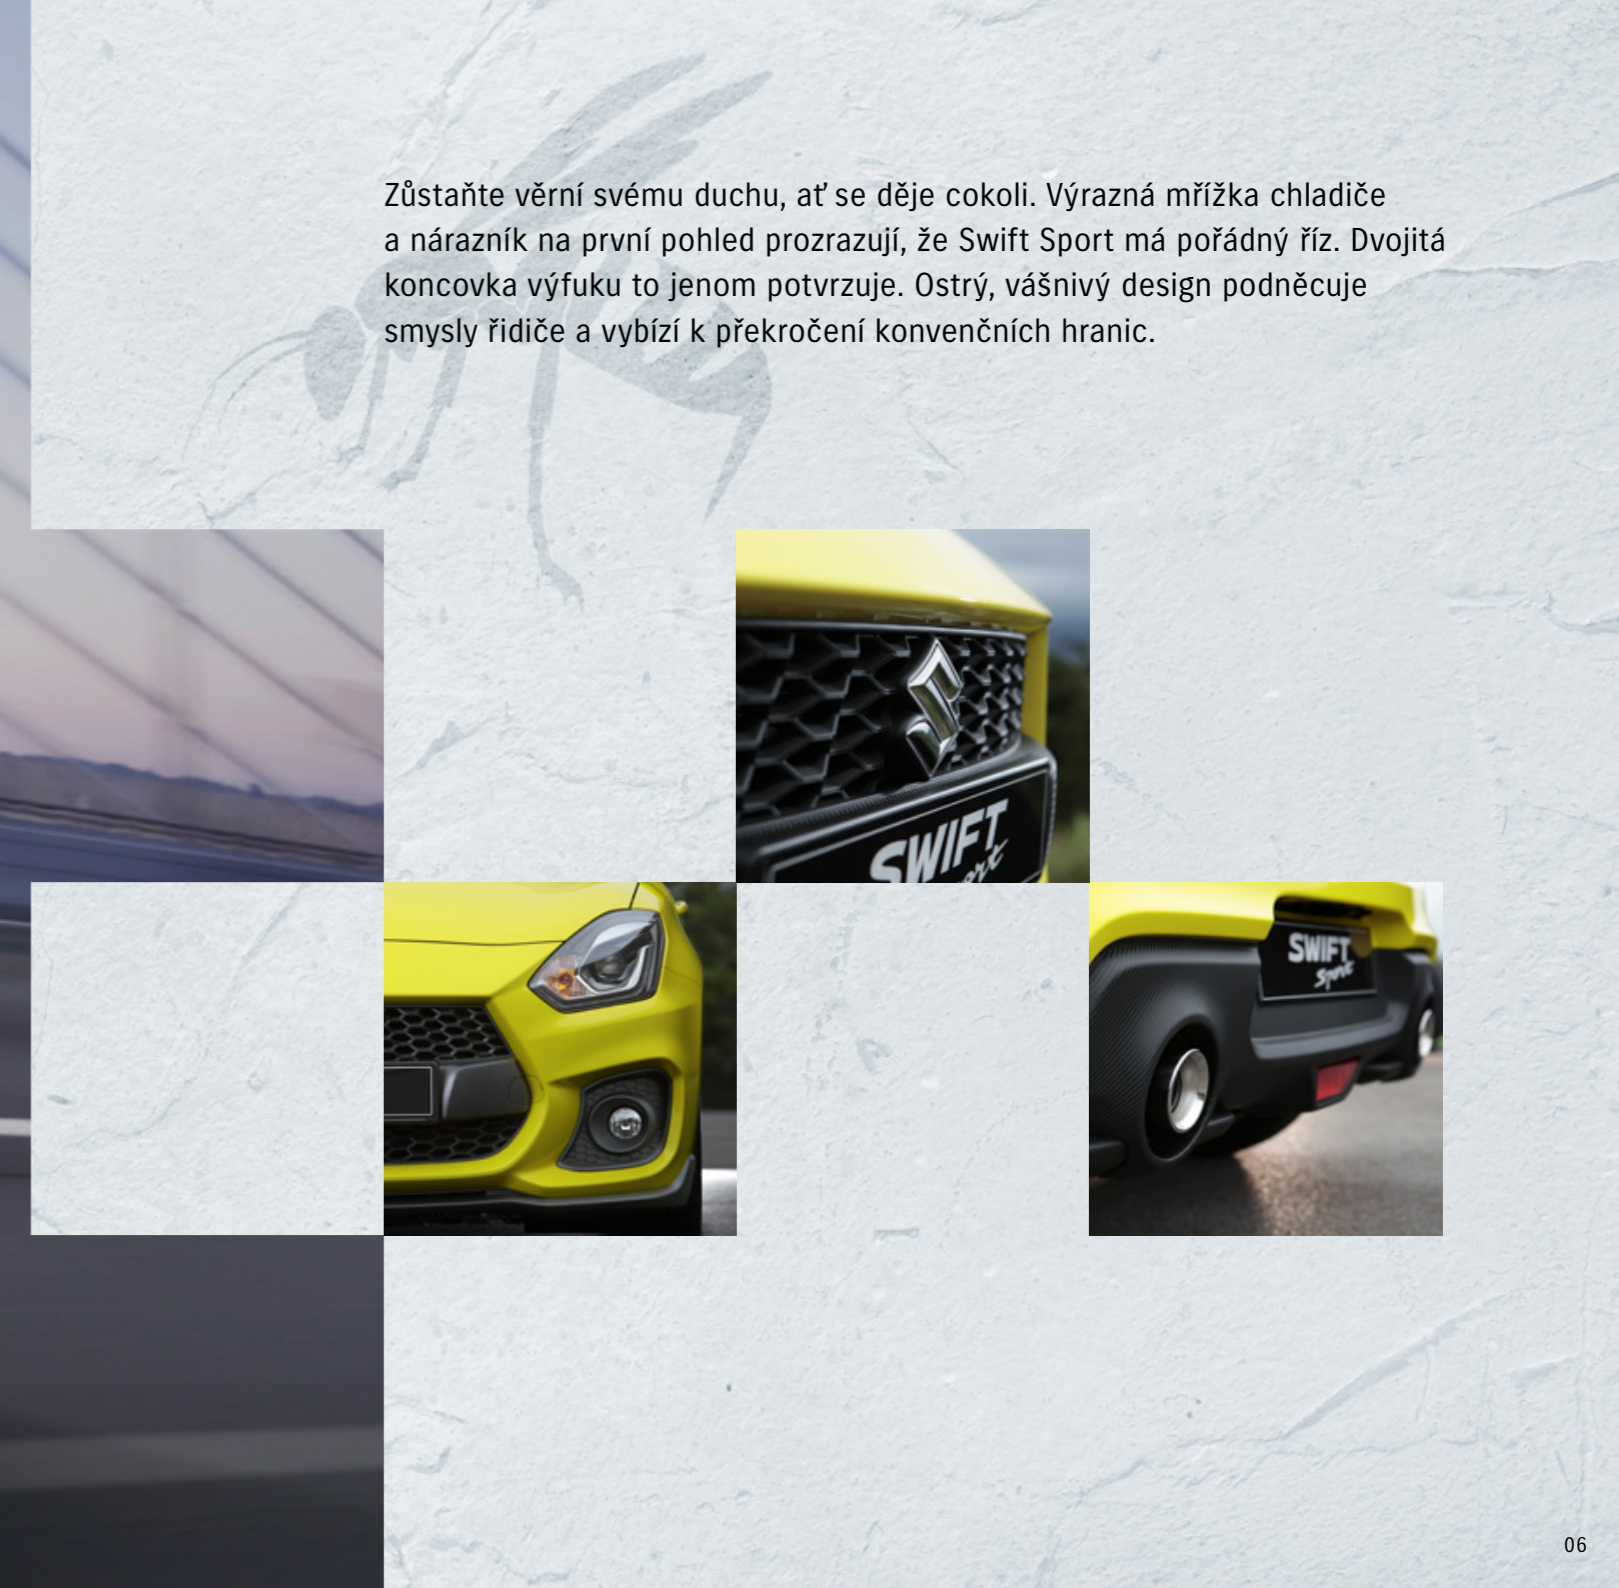 Zůstaňte věrní svému duchu, ať se děje cokoli. Výrazná mřížka chladiče
a nárazník na první pohled prozrazují, že Swift Sport má pořádný říz. Dvojitá
koncovka výfuku to jenom potvrzuje. Ostrý, vášnivý design podněcuje
smysly řidiče a vybízí k překročení konvenčních hranic.
SWIFT
SWIFT
Sport
06